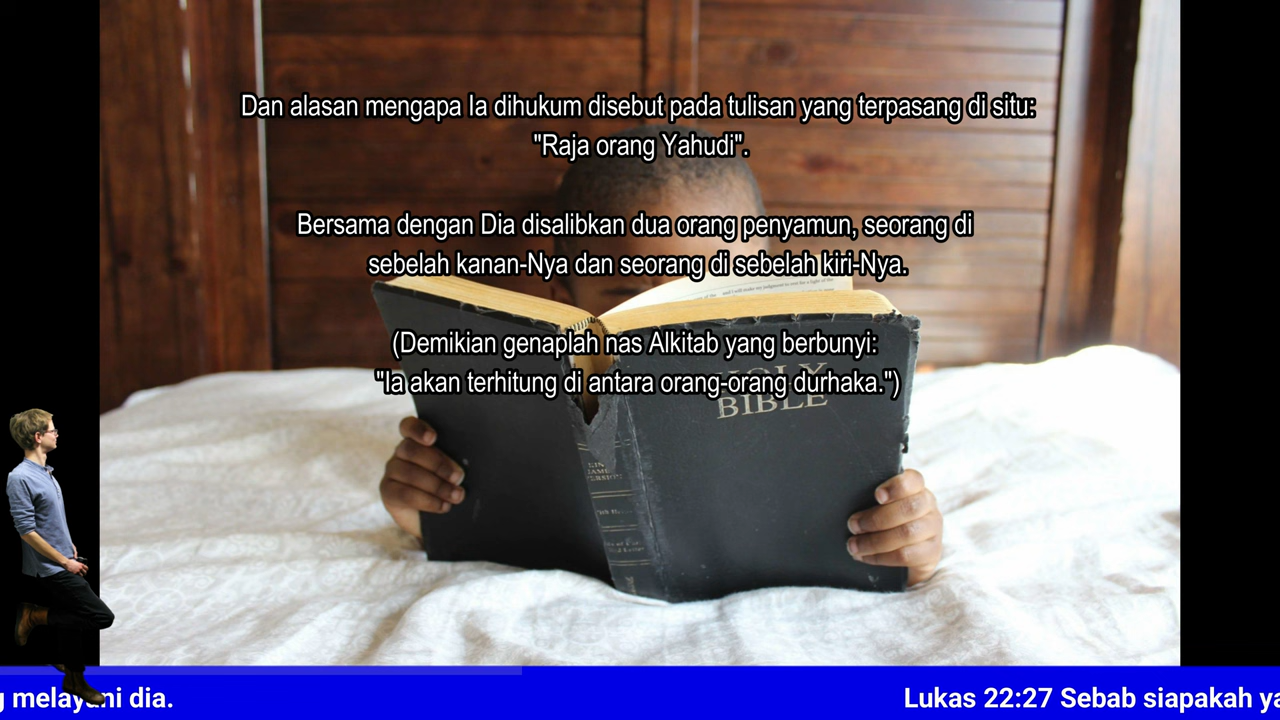 Dan alasan mengapa Ia dihukum disebut pada tulisan yang terpasang di situ:
"Raja orang Yahudi".
Bersama dengan Dia disalibkan dua orang penyamun, seorang di
sebelah kanan-Nya dan seorang di sebelah kiri-Nya.
(Demikian genaplah nas Alkitab yang berbunyi:
"Ia akan terhitung di antara orang-orang durhaka.")
HOLY
BIBLE
g melayani dia.
Lukas 22:27 Sebab siapakah ya